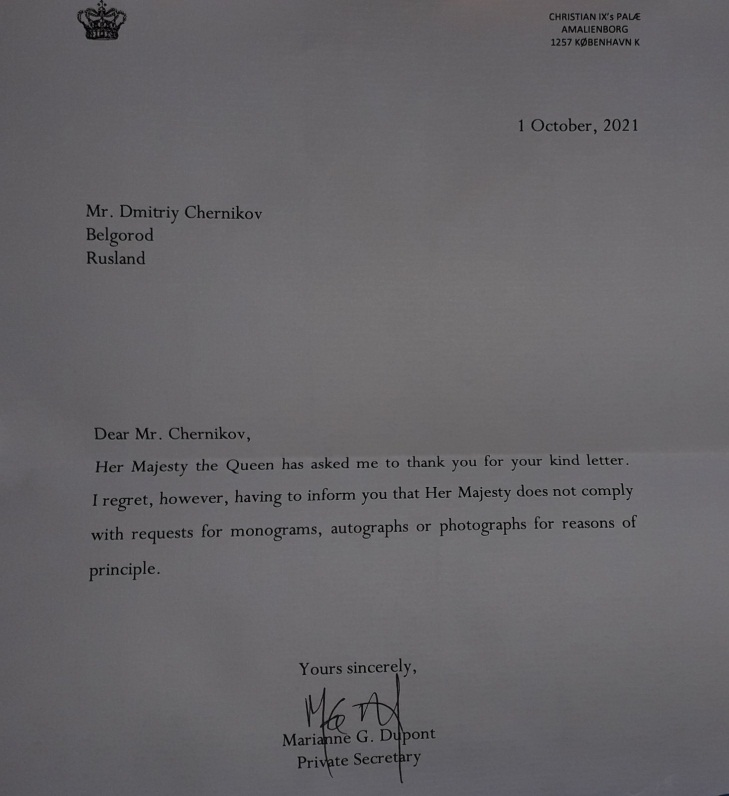 CHRISTIAN IX's PALÆ
AMALIENBORG
1257 KØBENHAVN K
1 October, 2021
Mr. Dmitriy Chernikov
Belgorod
Rusland
Dear Mr. Chernikov,
Her Majesty the Queen has asked me to thank you for your kind letter.
I regret, however, having to inform you that Her Majesty does not comply
with requests for monograms, autographs or photographs for reasons of
principle.
Yours sincerely,
Marianne G. Dupont
Private Secretary